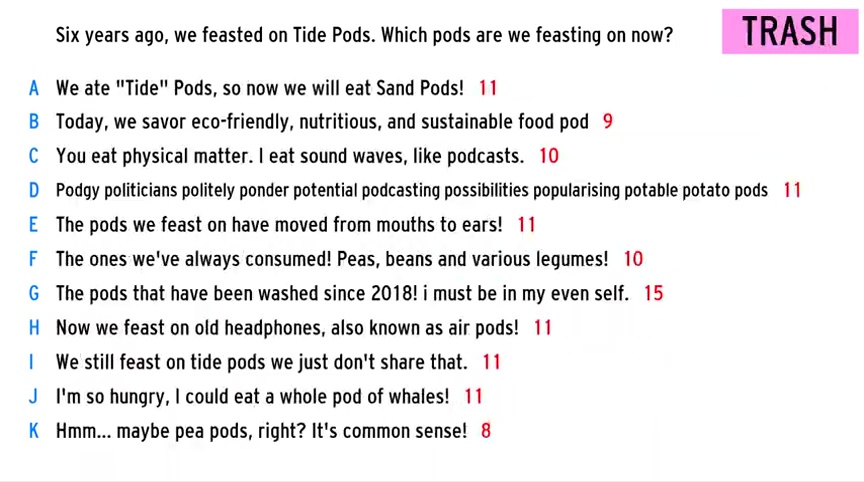 Six years ago, we feasted on Tide Pods. Which pods are we feasting on now?
TRASH
A We ate "Tide" Pods, so now we will eat Sand Pods! 11
B Today, we savor eco-friendly, nutritious, and sustainable food pod 9
C You eat physical matter. I eat sound waves, like podcasts. 10
D Podgy politicians politely ponder potential podcasting possibilities popularising potable potato pods 11
E The pods we feast on have moved from mouths to ears! 11
F The ones we've always consumed! Peas, beans and various legumes! 10
G The pods that have been washed since 2018! i must be in my even self. 15
H Now we feast on old headphones, also known as air pods! 11
I We still feast on tide pods we just don't share that. 11
J I'm so hungry, I could eat a whole pod of whales! 11
K Hmm... maybe pea pods, right? It's common sense! 8